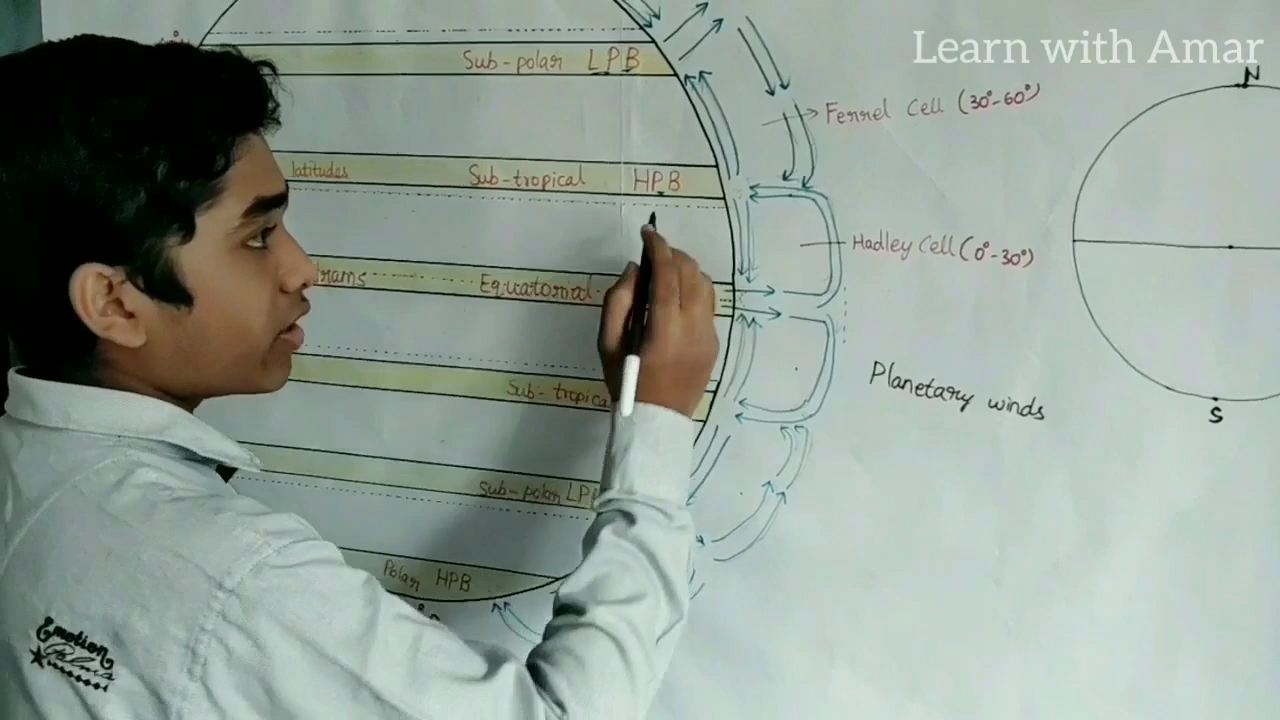 Learn with Amar
N
Sub-polar LPB
Ferrel Cell (30°-60°)
latitudes Sub-tropical HPB
Hadley Cell (0°-30°)
Equatorial
Planetary winds
S
Sub-tropica
Sub-polar LP
Polar HPB
Emotion